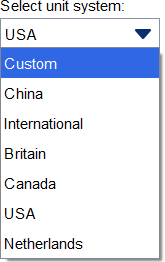 Select unit system:
USA
Custom
China
International
Britain
Canada
USA
Netherlands